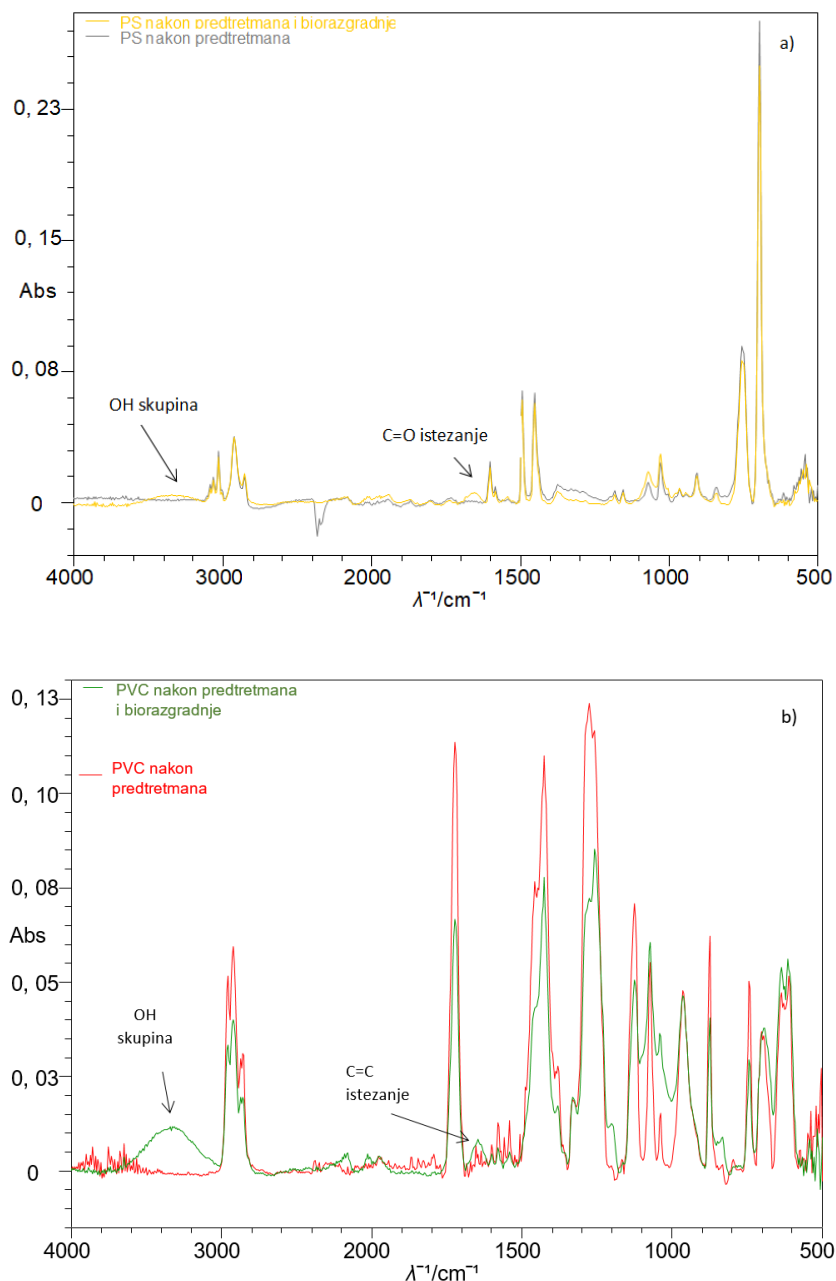 PS nakon predtretmana i biorazgradnje
PS nakon predtretmana
a)
0, 23
0, 15
Abs
0, 08
OH skupina
C=O istezanje
0
4000 3000 2000 1500 1000 500
λ⁻¹/cm⁻¹
PVC nakon predtretmana
i biorazgradnje
b)
PVC nakon
predtretmana
0, 13
0, 10
0, 08
Abs
0, 05
OH
skupina
C=C
istezanje
0, 03
0
4000 3000 2000 1500 1000 500
λ⁻¹/cm⁻¹